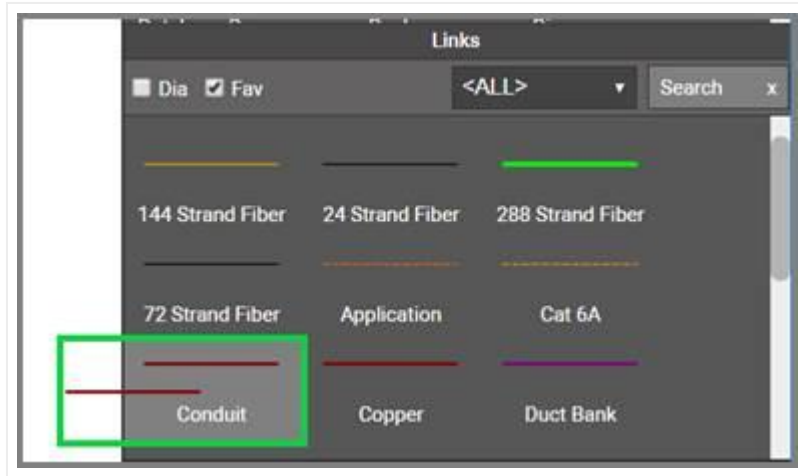 Links
Dia Fav <ALL> Search x
144 Strand Fiber 24 Strand Fiber 288 Strand Fiber
72 Strand Fiber Application Cat 6A
Conduit Copper Duct Bank